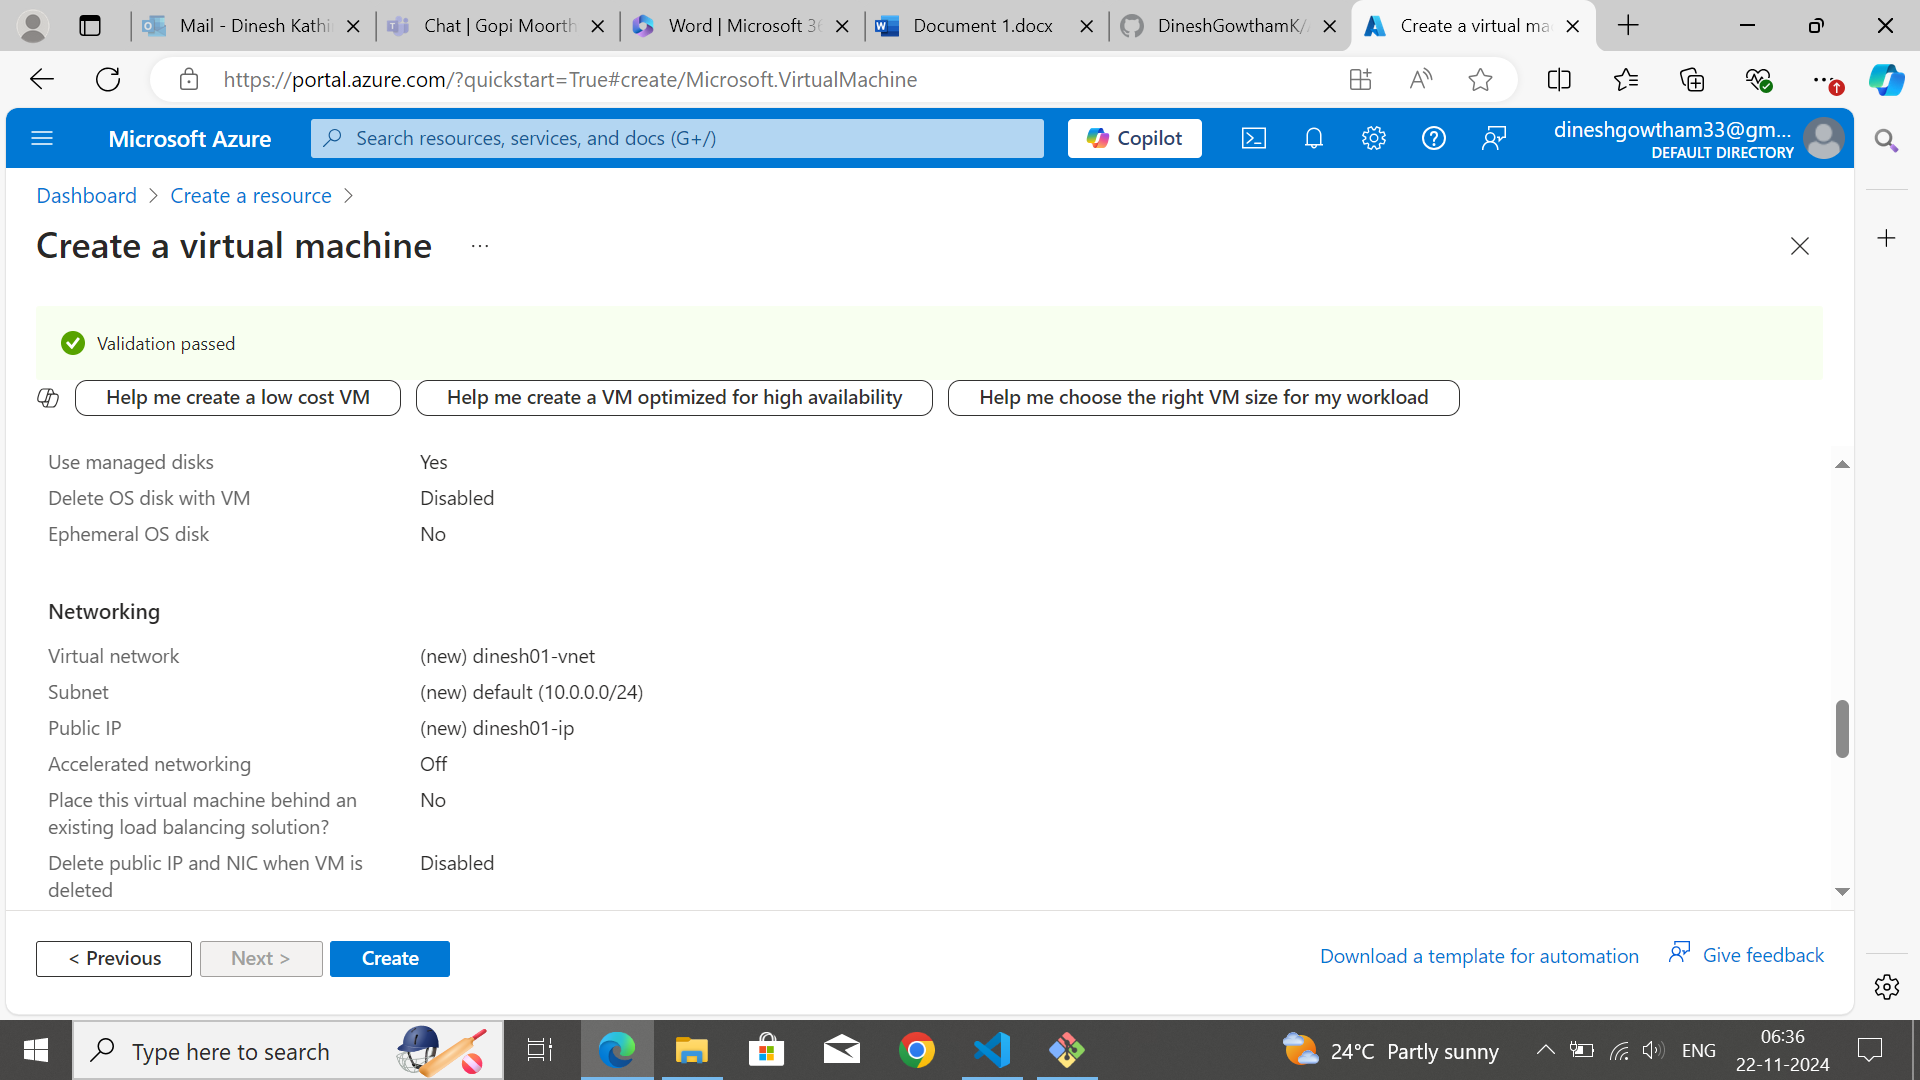 Mail - Dinesh Kathi
Chat | Gopi Moorth
Word | Microsoft 36
Document 1.docx
DineshGowthamK/
Create a virtual ma
https://portal.azure.com/?quickstart=True#create/Microsoft.VirtualMachine
Microsoft Azure
Search resources, services, and docs (G+/)
Copilot
dineshgowtham33@gm...
DEFAULT DIRECTORY
Dashboard > Create a resource >
Create a virtual machine ...
Validation passed
Help me create a low cost VM
Help me create a VM optimized for high availability
Help me choose the right VM size for my workload
Use managed disks Yes
Delete OS disk with VM Disabled
Ephemeral OS disk No
Networking
Virtual network (new) dinesh01-vnet
Subnet (new) default (10.0.0.0/24)
Public IP (new) dinesh01-ip
Accelerated networking Off
Place this virtual machine behind an No
existing load balancing solution?
Delete public IP and NIC when VM is Disabled
deleted
< Previous
Next >
Create
Download a template for automation
Give feedback
Type here to search
24°C Partly sunny
ENG
06:36
22-11-2024